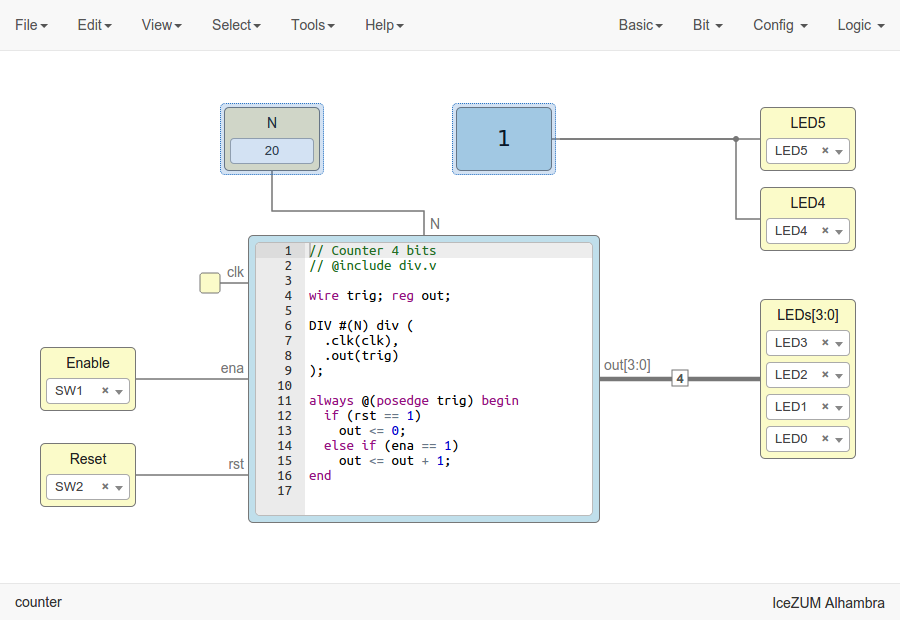 File Edit View Select Tools Help Basic Bit Config Logic
N
20
1
LED5
LED5 ×
LED4
LED4 ×
N
clk
Enable
SW1 ×
ena
Reset
SW2 ×
rst
1 // Counter 4 bits
2 // @include div.v
3
4 wire trig; reg out;
5
6 DIV #(N) div (
7 .clk(clk),
8 .out(trig)
9 );
10
11 always @(posedge trig) begin
12 if (rst == 1)
13 out <= 0;
14 else if (ena == 1)
15 out <= out + 1;
16 end
17
out[3:0]
4
LEDs[3:0]
LED3 ×
LED2 ×
LED1 ×
LED0 ×
counter
IceZUM Alhambra